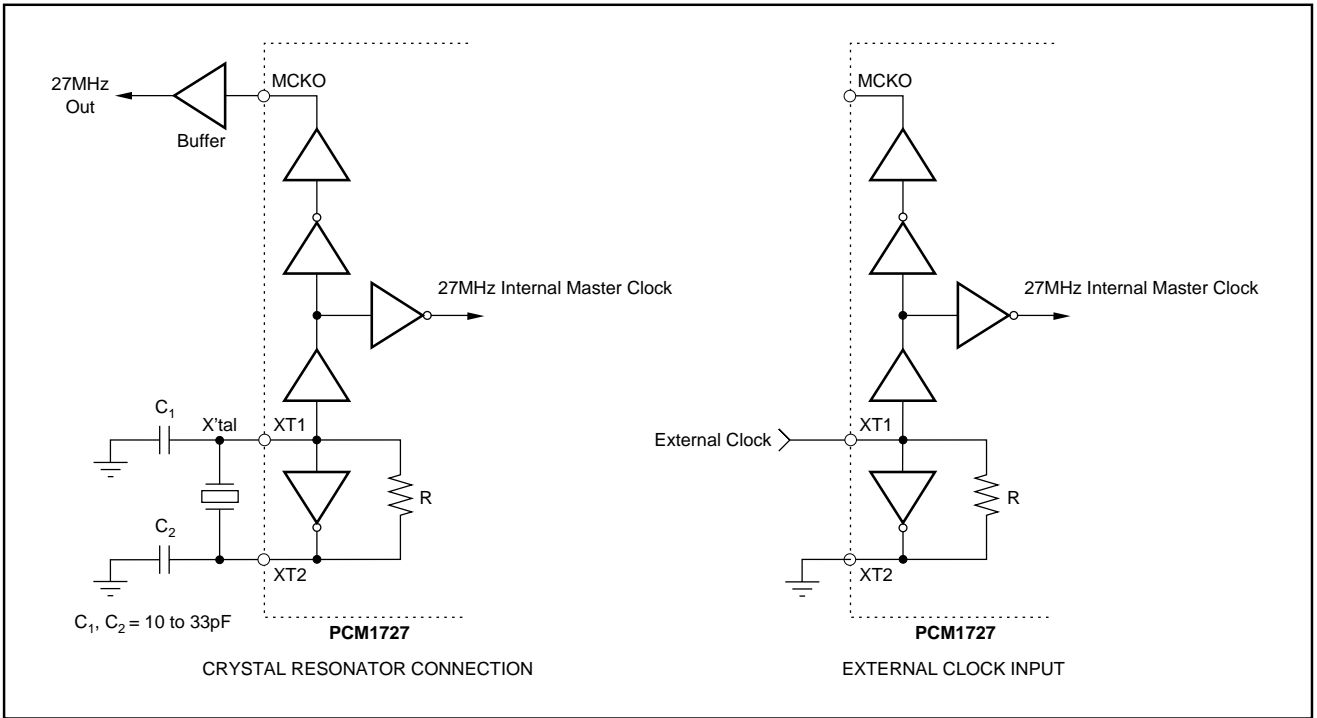 MCKO
27MHz
Out
Buffer
27MHz Internal Master Clock
C1
X'tal
XT1
R
C2
XT2
C1, C2 = 10 to 33pF
PCM1727
CRYSTAL RESONATOR CONNECTION
MCKO
27MHz Internal Master Clock
XT1
External Clock
R
XT2
PCM1727
EXTERNAL CLOCK INPUT